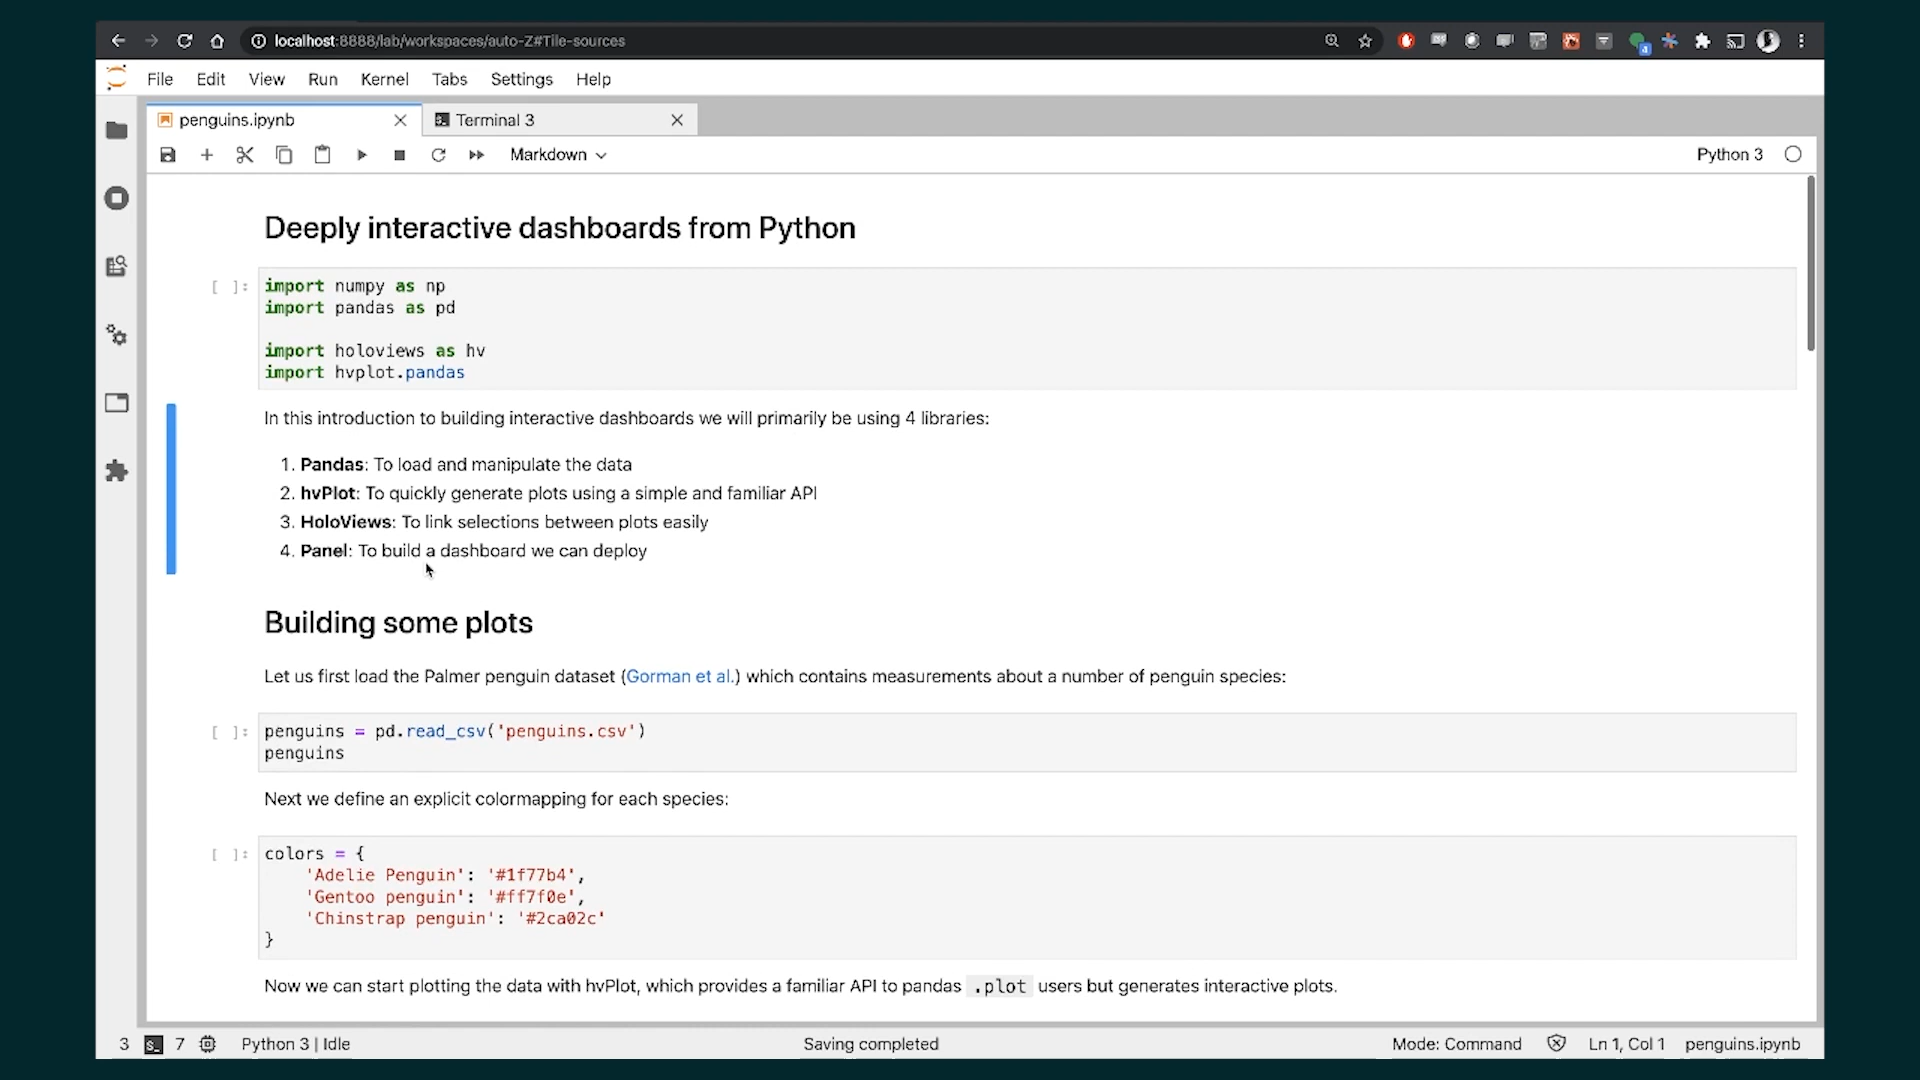 localhost:8888/lab/workspaces/auto-Z#Tile-sources
File Edit View Run Kernel Tabs Settings Help
penguins.ipynb Terminal 3
Markdown Python 3
Deeply interactive dashboards from Python
[ ]: import numpy as np
import pandas as pd
import holoviews as hv
import hvplot.pandas
In this introduction to building interactive dashboards we will primarily be using 4 libraries:
1. Pandas: To load and manipulate the data
2. hvPlot: To quickly generate plots using a simple and familiar API
3. HoloViews: To link selections between plots easily
4. Panel: To build a dashboard we can deploy
Building some plots
Let us first load the Palmer penguin dataset (Gorman et al.) which contains measurements about a number of penguin species:
[ ]: penguins = pd.read_csv('penguins.csv')
penguins
Next we define an explicit colormapping for each species:
[ ]: colors = {
'Adelie Penguin': '#1f77b4',
'Gentoo penguin': '#ff7f0e',
'Chinstrap penguin': '#2ca02c'
}
Now we can start plotting the data with hvPlot, which provides a familiar API to pandas .plot users but generates interactive plots.
3 7 Python 3 | Idle Saving completed Mode: Command Ln 1, Col 1 penguins.ipynb